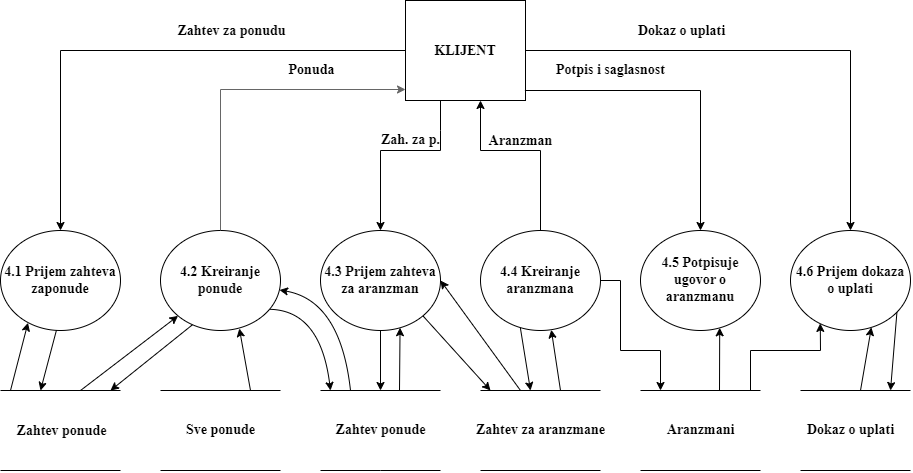 Zahtev za ponudu
KLIJENT
Dokaz o uplati
Ponuda
Potpis i saglasnost
Zah. za p.
Aranzman
4.1 Prijem zahteva
zaponude
4.2 Kreiranje
ponude
4.3 Prijem zahteva
za aranzman
4.4 Kreiranje
aranzmana
4.5 Potpisuje
ugovor o
aranzmanu
4.6 Prijem dokaza
o uplati
Zahtev ponude
Sve ponude
Zahtev ponude
Zahtev za aranzmane
Aranzmani
Dokaz o uplati